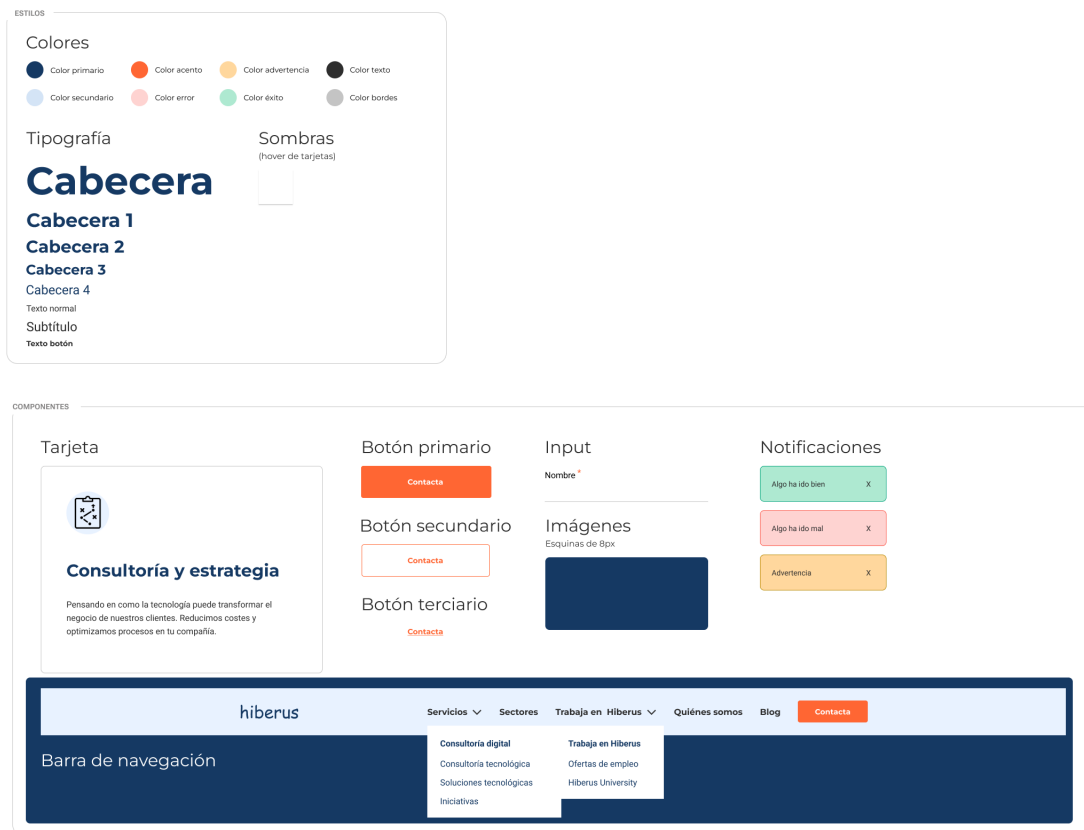 ESTILOS
Colores
Color primario
Color acento
Color advertencia
Color texto
Color secundario
Color error
Color éxito
Color bordes
Tipografía
Cabecera
Cabecera 1
Cabecera 2
Cabecera 3
Cabecera 4
Texto normal
Subtítulo
Texto botón
Sombras
(hover de tarjetas)
COMPONENTES
Tarjeta
Consultoría y estrategia
Pensando en como la tecnología puede transformar el
negocio de nuestros clientes. Reducimos costes y
optimizamos procesos en tu compañía.
Botón primario
Contacta
Botón secundario
Contacta
Botón terciario
Contacta
Input
Nombre *
Imágenes
Esquinas de 8px
Notificaciones
Algo ha ido bien X
Algo ha ido mal X
Advertencia X
hiberus
Servicios
Sectores
Trabaja en Hiberus
Quiénes somos
Blog
Contacta
Consultoría digital
Consultoría tecnológica
Soluciones tecnológicas
Iniciativas
Trabaja en Hiberus
Ofertas de empleo
Hiberus University
Barra de navegación